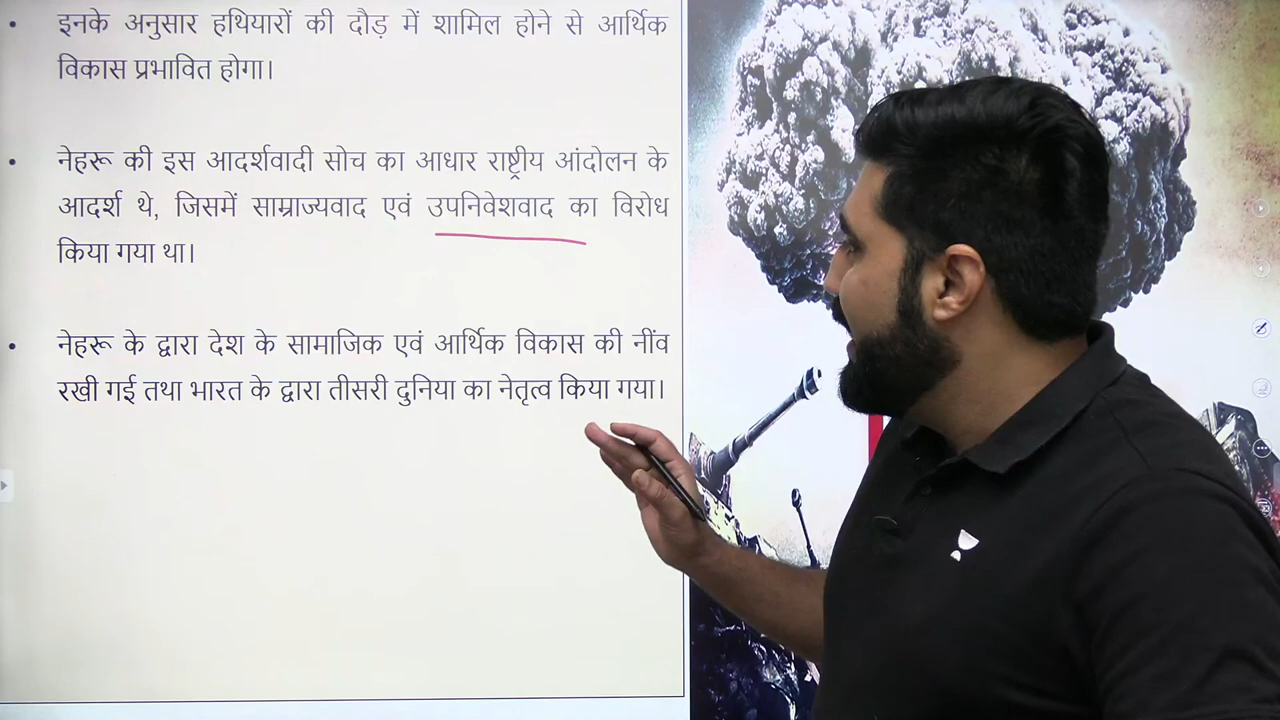 • इनके अनुसार हथियारों की दौड़ में शामिल होने से आर्थिक
विकास प्रभावित होगा।
• नेहरू की इस आदर्शवादी सोच का आधार राष्ट्रीय आंदोलन के
आदर्श थे, जिसमें साम्राज्यवाद एवं उपनिवेशवाद का विरोध
किया गया था।
• नेहरू के द्वारा देश के सामाजिक एवं आर्थिक विकास की नींव
रखी गई तथा भारत के द्वारा तीसरी दुनिया का नेतृत्व किया गया।